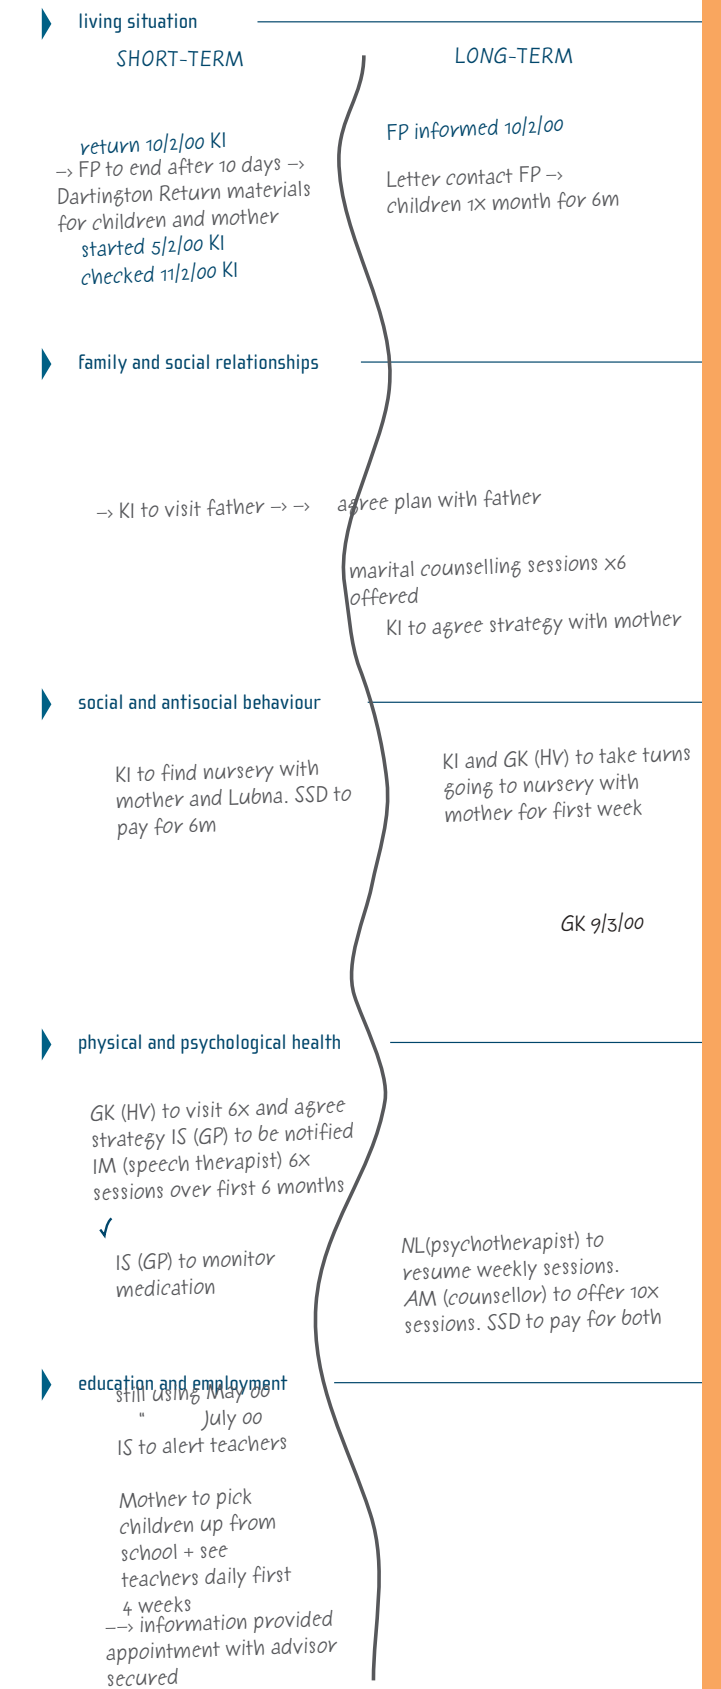 living situation
SHORT-TERM
LONG-TERM
return 10/2/00 KI
–> FP to end after 10 days –>
Dartington Return materials
for children and mother
started 5/2/00 KI
checked 11/2/00 KI
FP informed 10/2/00
Letter contact FP –>
children 1x month for 6m
family and social relationships
–> KI to visit father –> –>
agree plan with father
marital counselling sessions x6
offered
KI to agree strategy with mother
social and antisocial behaviour
KI to find nursery with
mother and Lubna. SSD to
pay for 6m
KI and GK (HV) to take turns
going to nursery with
mother for first week
GK 9/3/00
physical and psychological health
GK (HV) to visit 6x and agree
strategy IS (GP) to be notified
IM (speech therapist) 6x
sessions over first 6 months
✓
IS (GP) to monitor
medication
NL(psychotherapist) to
resume weekly sessions.
AM (counsellor) to offer 10x
sessions. SSD to pay for both
education and employment
still using May 00
" July 00
IS to alert teachers
Mother to pick
children up from
school + see
teachers daily first
4 weeks
––> information provided
appointment with advisor
secured